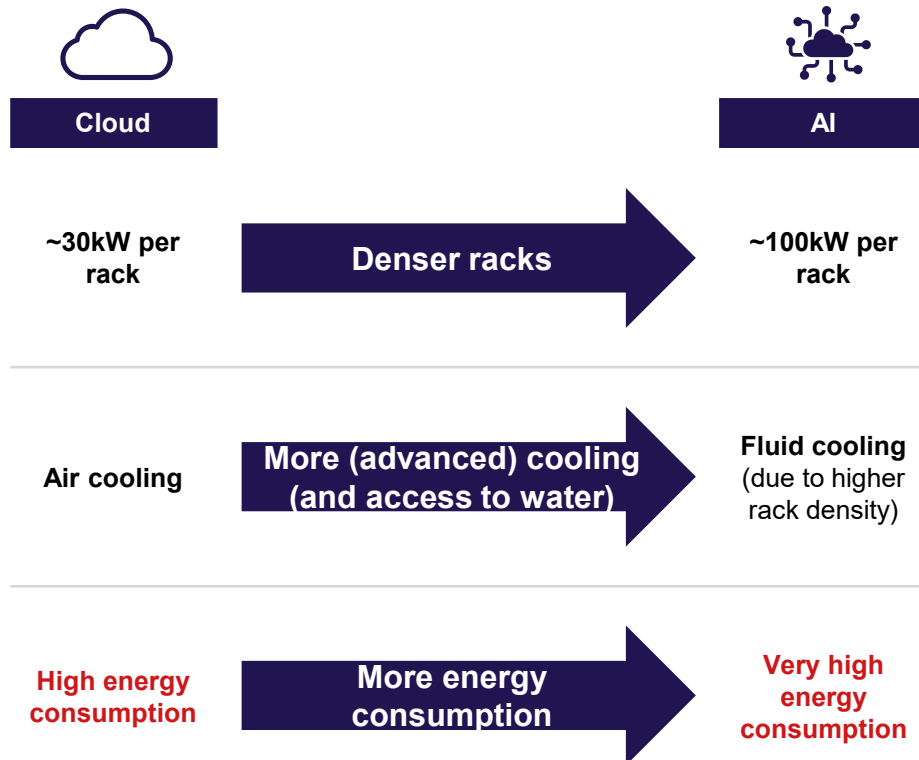 Cloud
AI
~30kW per
rack
Denser racks
~100kW per
rack
Air cooling
More (advanced) cooling
(and access to water)
Fluid cooling
(due to higher
rack density)
High energy
consumption
More energy
consumption
Very high
energy
consumption